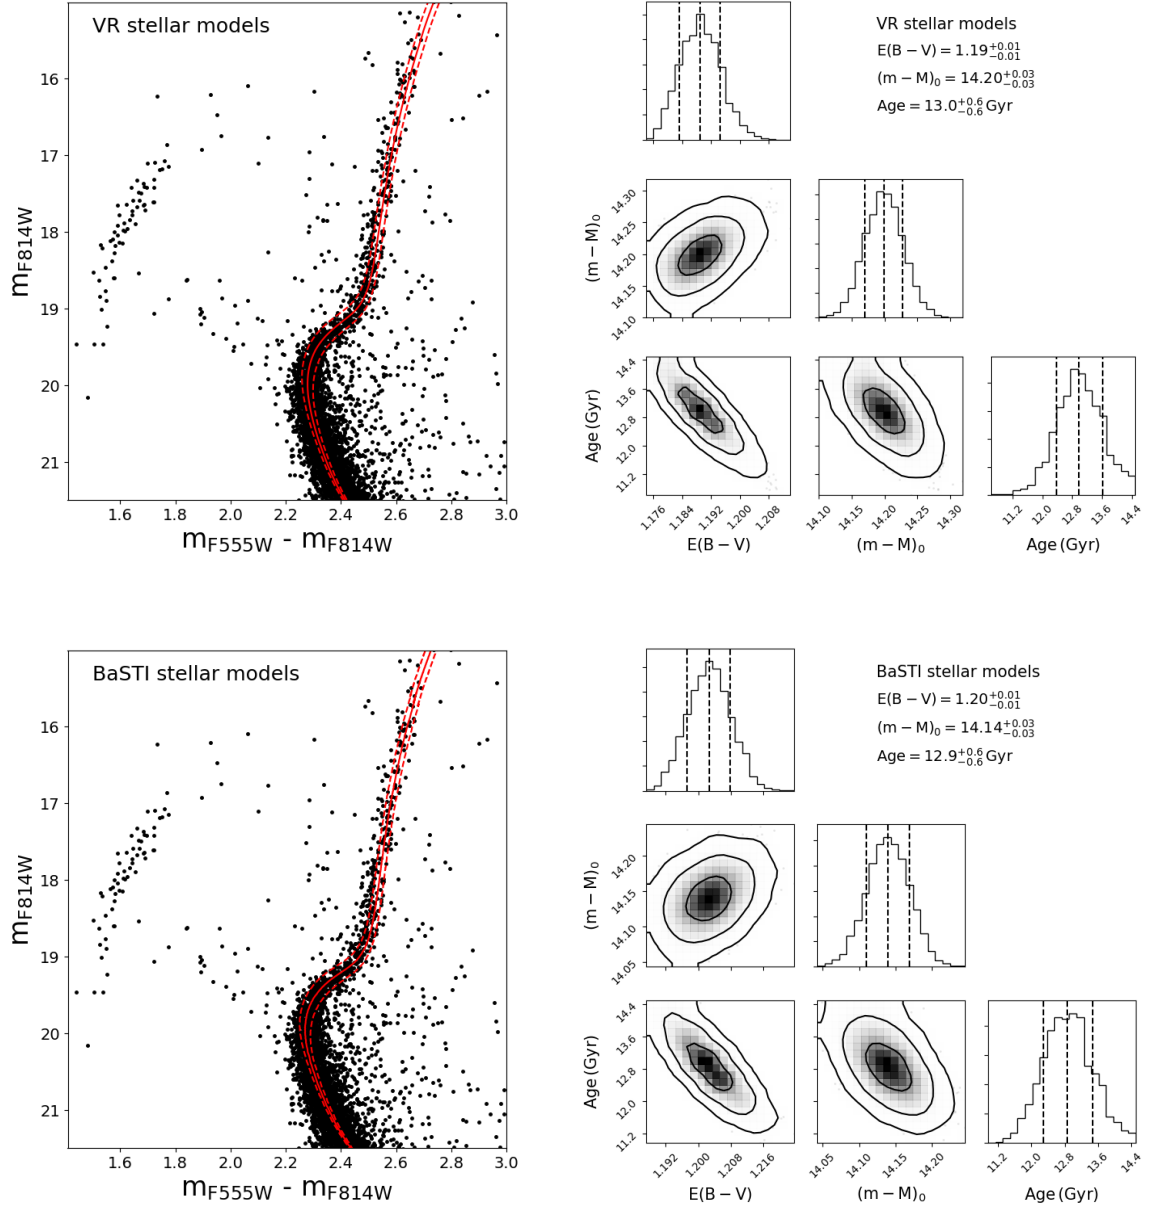 VR stellar models
16
17
18
19
20
21
m_F814W
1.6 1.8 2.0 2.2 2.4 2.6 2.8 3.0
m_F555W - m_F814W
VR stellar models
E(B − V) = 1.19^{+0.01}_{−0.01}
(m − M)_0 = 14.20^{+0.03}_{−0.03}
Age = 13.0^{+0.6}_{−0.6} Gyr
14.30
14.25
14.20
14.15
14.10
(m − M)_0
14.4
13.6
12.8
12.0
11.2
Age (Gyr)
1.176 1.184 1.192 1.200 1.208
E(B − V)
14.10 14.15 14.20 14.25 14.30
(m − M)_0
11.2 12.0 12.8 13.6 14.4
Age (Gyr)
BaSTI stellar models
16
17
18
19
20
21
m_F814W
1.6 1.8 2.0 2.2 2.4 2.6 2.8 3.0
m_F555W - m_F814W
BaSTI stellar models
E(B − V) = 1.20^{+0.01}_{−0.01}
(m − M)_0 = 14.14^{+0.03}_{−0.03}
Age = 12.9^{+0.6}_{−0.6} Gyr
14.20
14.15
14.10
14.05
(m − M)_0
14.4
13.6
12.8
12.0
11.2
Age (Gyr)
1.192 1.200 1.208 1.216
E(B − V)
14.05 14.10 14.15 14.20
(m − M)_0
11.2 12.0 12.8 13.6 14.4
Age (Gyr)